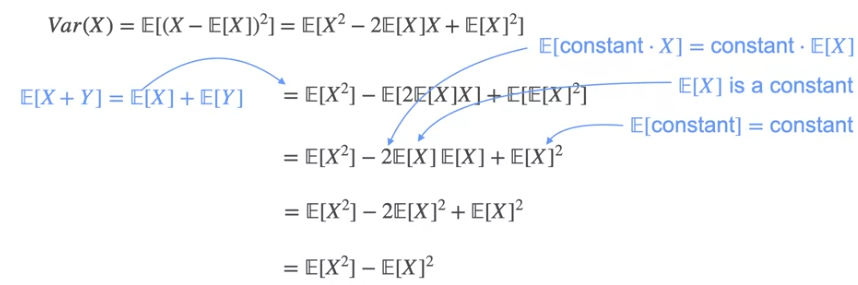 Var(X) = 𝔼[(X − 𝔼[X])²] = 𝔼[X² − 2𝔼[X]X + 𝔼[X]²]
𝔼[constant · X] = constant · 𝔼[X]
𝔼[X + Y] = 𝔼[X] + 𝔼[Y]
= 𝔼[X²] − 𝔼[2𝔼[X]X] + 𝔼[𝔼[X]²]
𝔼[X] is a constant
𝔼[constant] = constant
= 𝔼[X²] − 2𝔼[X] 𝔼[X] + 𝔼[X]²
= 𝔼[X²] − 2𝔼[X]² + 𝔼[X]²
= 𝔼[X²] − 𝔼[X]²